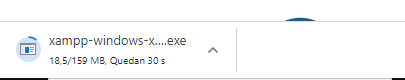 xampp-windows-x....exe
18,5/159 MB, Quedan 30 s